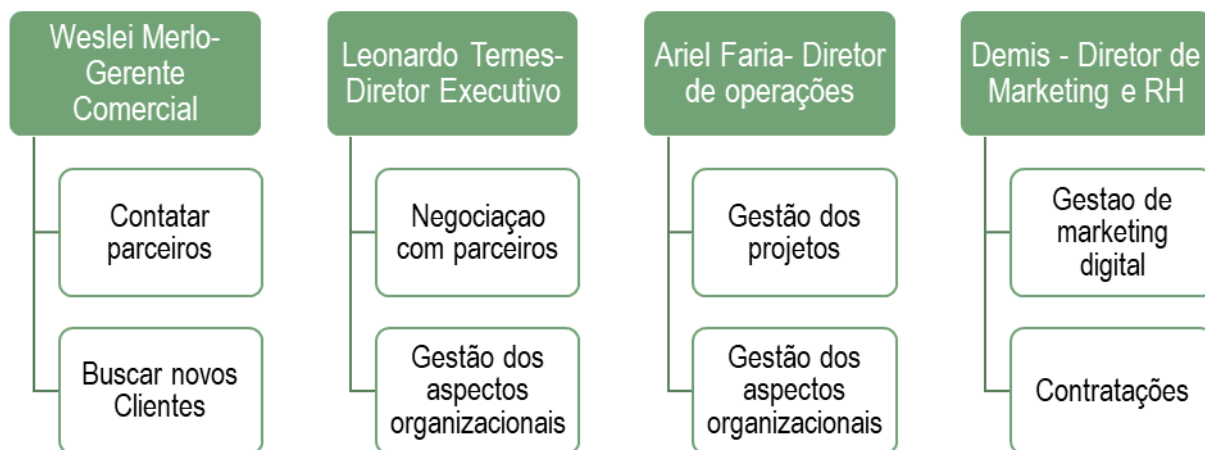 Weslei Merlo-
Gerente
Comercial
Contatar
parceiros
Buscar novos
Clientes
Leonardo Ternes-
Diretor Executivo
Negociaçao
com parceiros
Gestão dos
aspectos
organizacionais
Ariel Faria- Diretor
de operações
Gestão dos
projetos
Gestão dos
aspectos
organizacionais
Demis - Diretor de
Marketing e RH
Gestao de
marketing
digital
Contratações